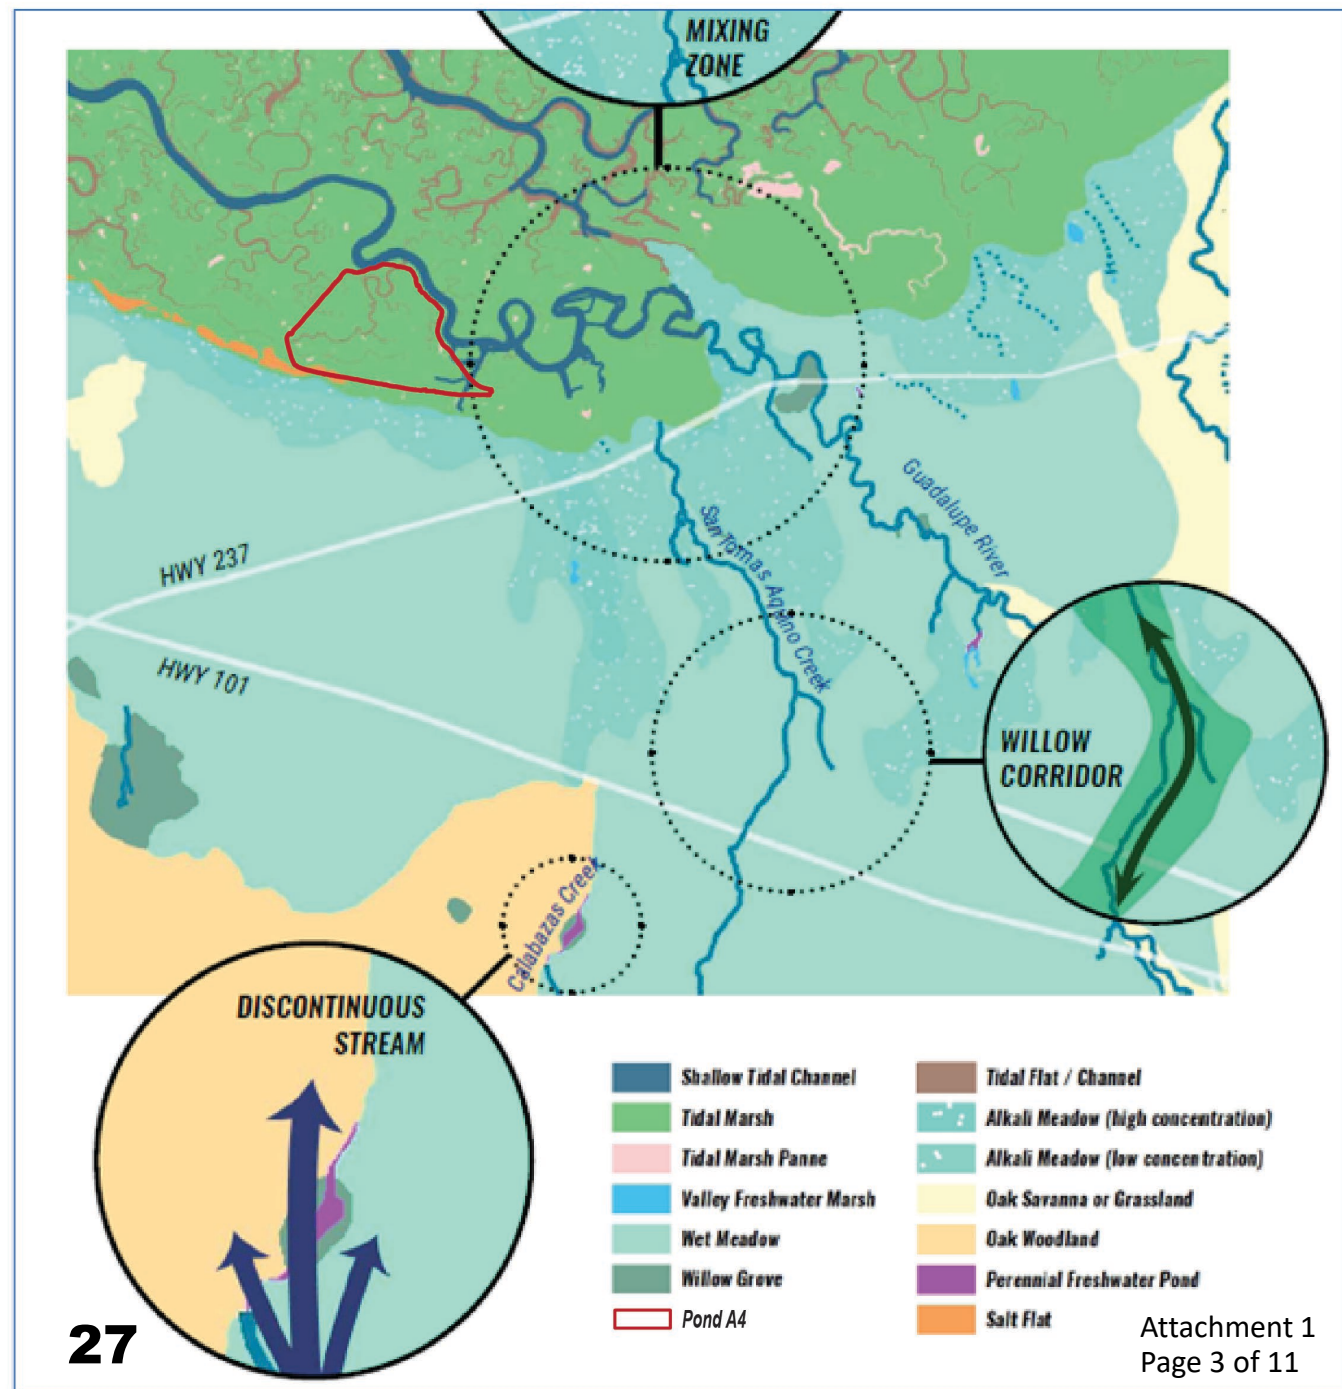 MIXING
ZONE
HWY 237
HWY 101
San Tomas Aquino Creek
Guadalupe River
WILLOW
CORRIDOR
Calabazas Creek
DISCONTINUOUS
STREAM
Shallow Tidal Channel
Tidal Marsh
Tidal Marsh Panne
Valley Freshwater Marsh
Wet Meadow
Willow Grove
Pond A4
Tidal Flat / Channel
Alkali Meadow (high concentration)
Alkali Meadow (low concentration)
Oak Savanna or Grassland
Oak Woodland
Perennial Freshwater Pond
Salt Flat
27
Attachment 1
Page 3 of 11